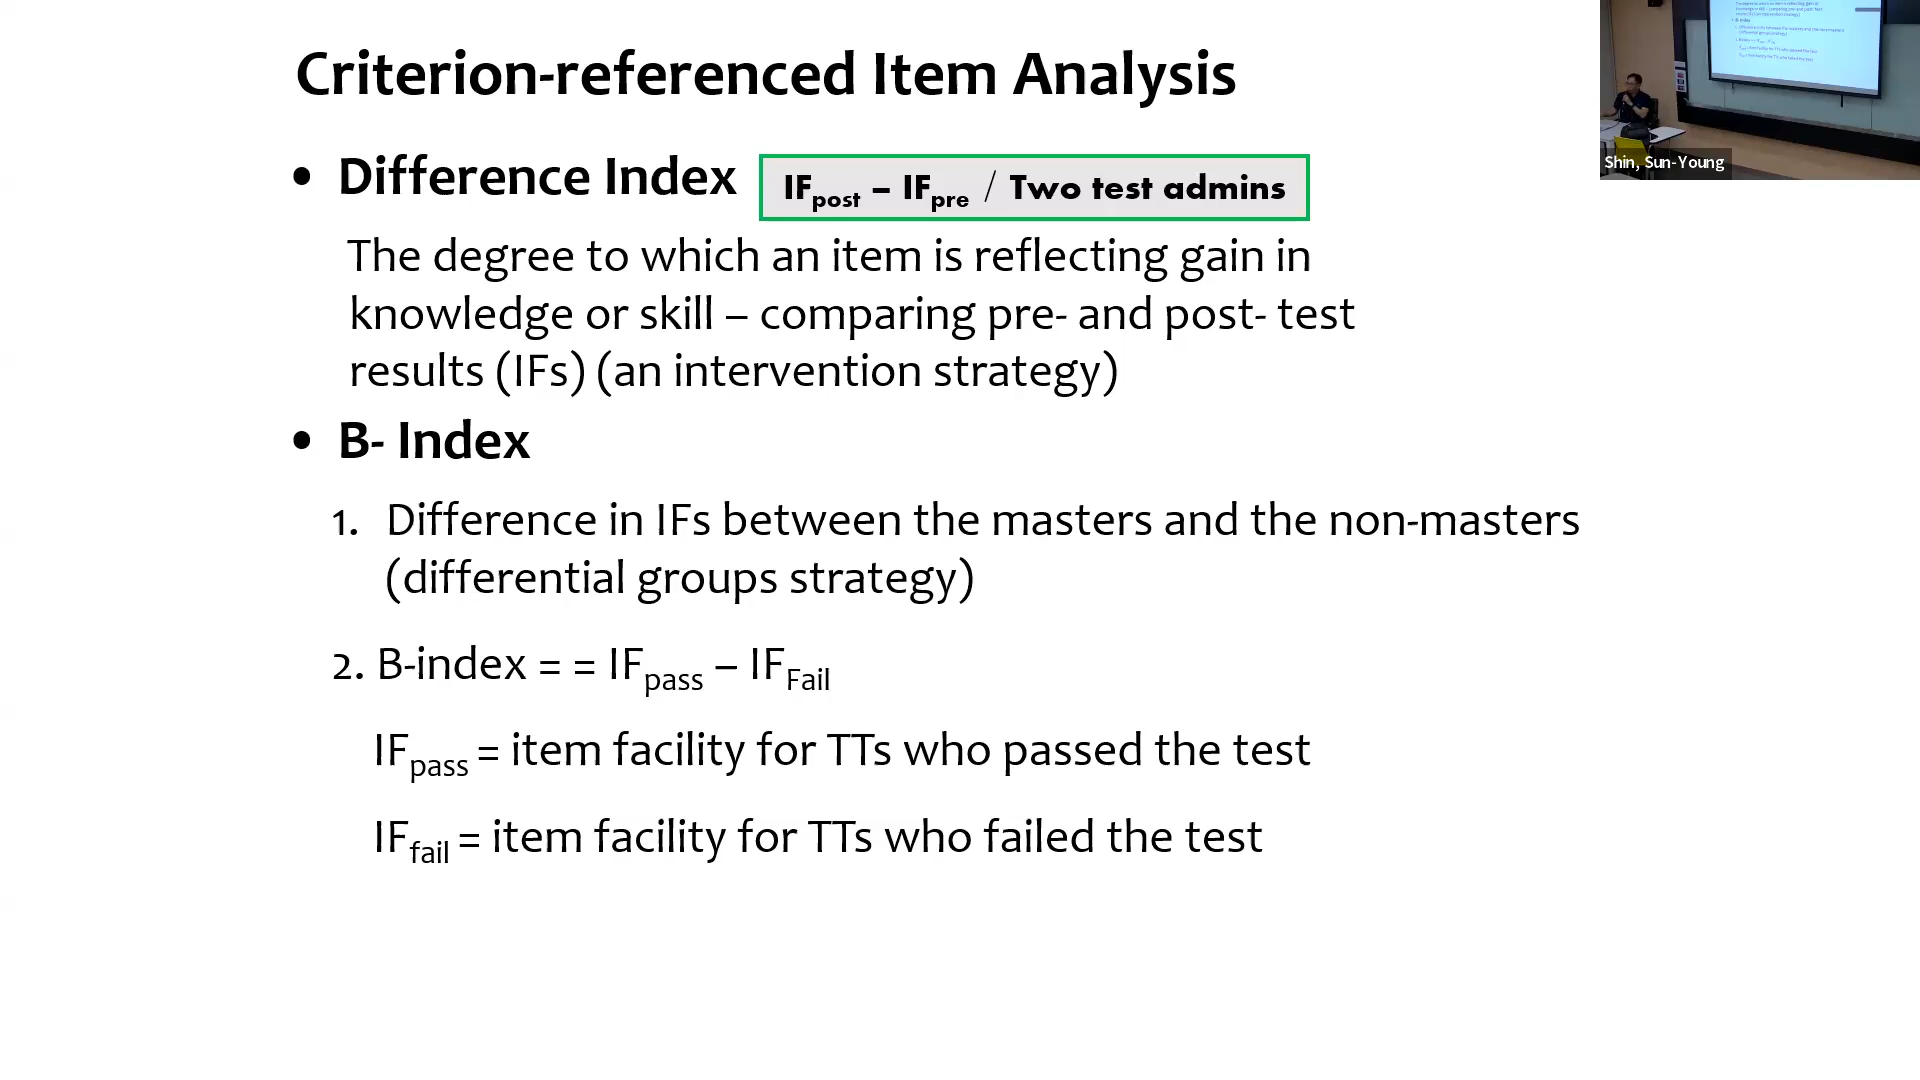 Criterion-referenced Item Analysis
• Difference Index
IFpost – IFpre / Two test admins
The degree to which an item is reflecting gain in
knowledge or skill – comparing pre- and post- test
results (IFs) (an intervention strategy)
• B- Index
1. Difference in IFs between the masters and the non-masters
(differential groups strategy)
2. B-index = = IFpass – IFFail
IFpass = item facility for TTs who passed the test
IFfail = item facility for TTs who failed the test
Shin, Sun-Young